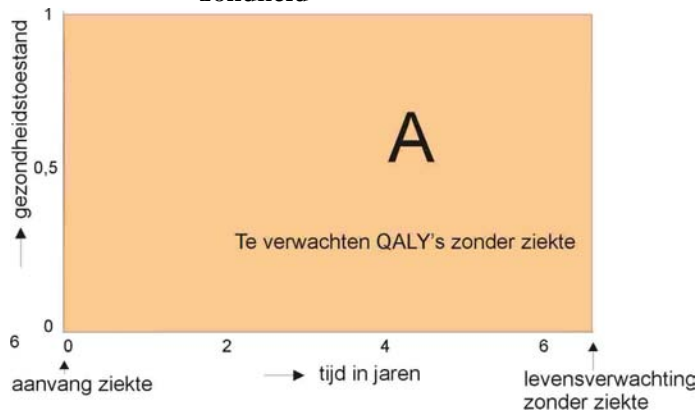 1
A
gezondheidstoestand
0,5
Te verwachten QALY's zonder ziekte
0
6
0 2 4 6
aanvang ziekte
tijd in jaren
levensverwachting
zonder ziekte